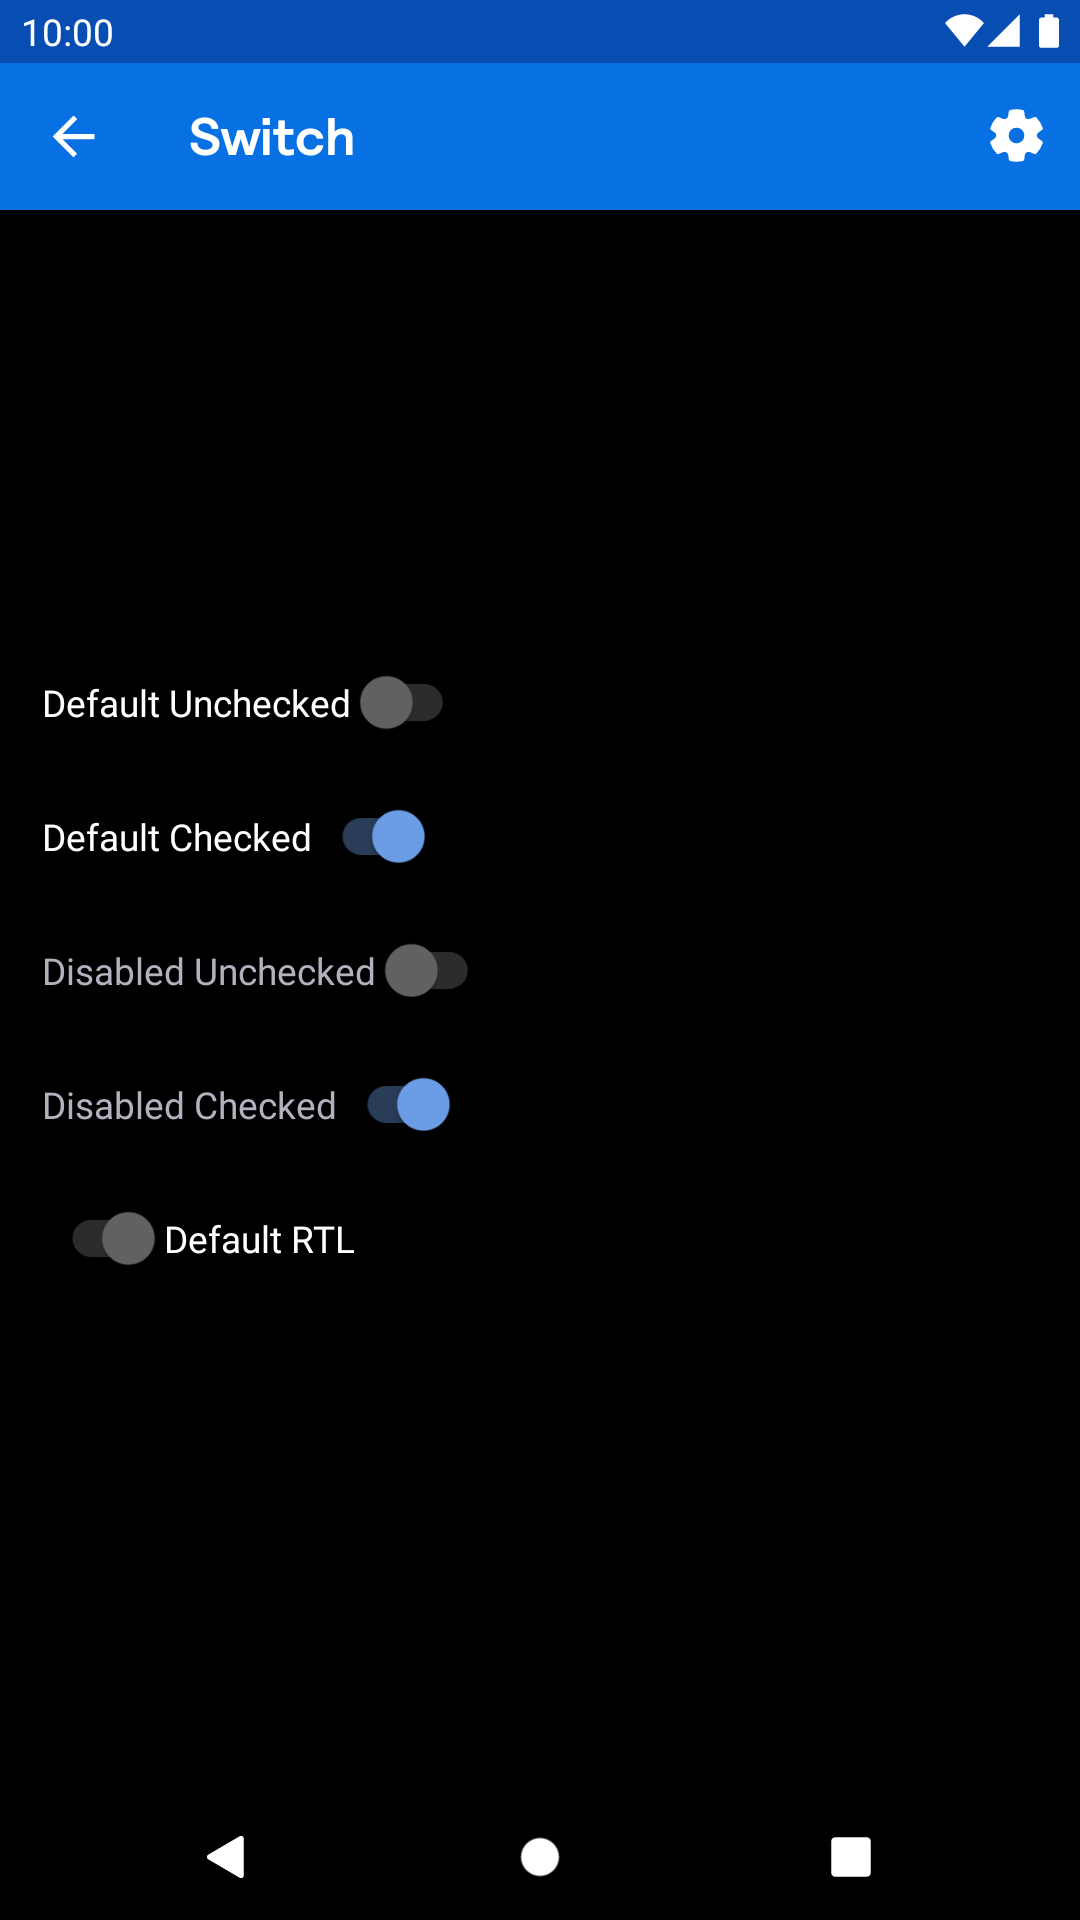 10:00
Switch
Default Unchecked
Default Checked
Disabled Unchecked
Disabled Checked
Default RTL